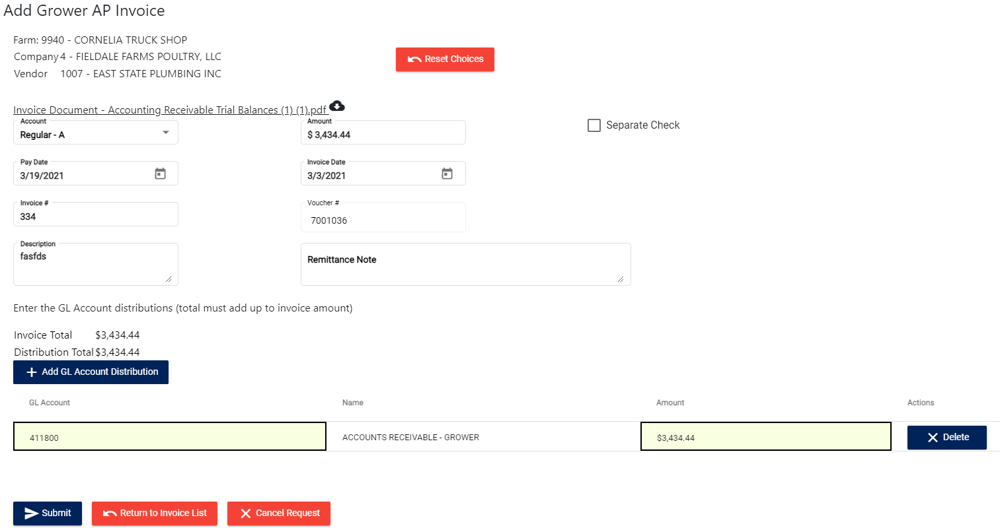 Add Grower AP Invoice
Farm: 9940 - CORNELIA TRUCK SHOP
Company 4 - FIELDALE FARMS POULTRY, LLC
Vendor 1007 - EAST STATE PLUMBING INC
Reset Choices
Invoice Document - Accounting Receivable Trial Balances (1) (1).pdf
Account
Regular - A
Amount
$ 3,434.44
Separate Check
Pay Date
3/19/2021
Invoice Date
3/3/2021
Invoice #
334
Voucher #
7001036
Description
fasfds
Remittance Note
Enter the GL Account distributions (total must add up to invoice amount)
Invoice Total $3,434.44
Distribution Total $3,434.44
Add GL Account Distribution
GL Account Name Amount Actions
411800 ACCOUNTS RECEIVABLE - GROWER $3,434.44 Delete
Submit Return to Invoice List Cancel Request